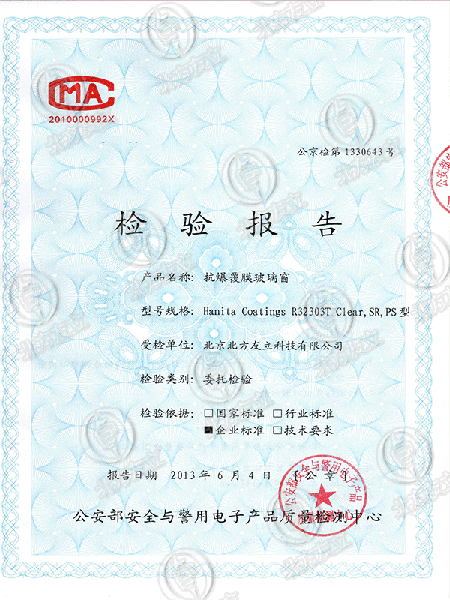 CMA
2010000992X
公京检第1330643号
检验报告
产品名称：抗爆覆膜玻璃窗
型号规格：Hanita Coatings R32303T Clear,SR,PS型
受检单位：北京北方左立科技有限公司
检验类别：委托检验
检验依据：□国家标准 □行业标准
■企业标准 □技术要求
报告日期 2013年6月4日（公章）
公安部安全与警用电子产品质量检测中心